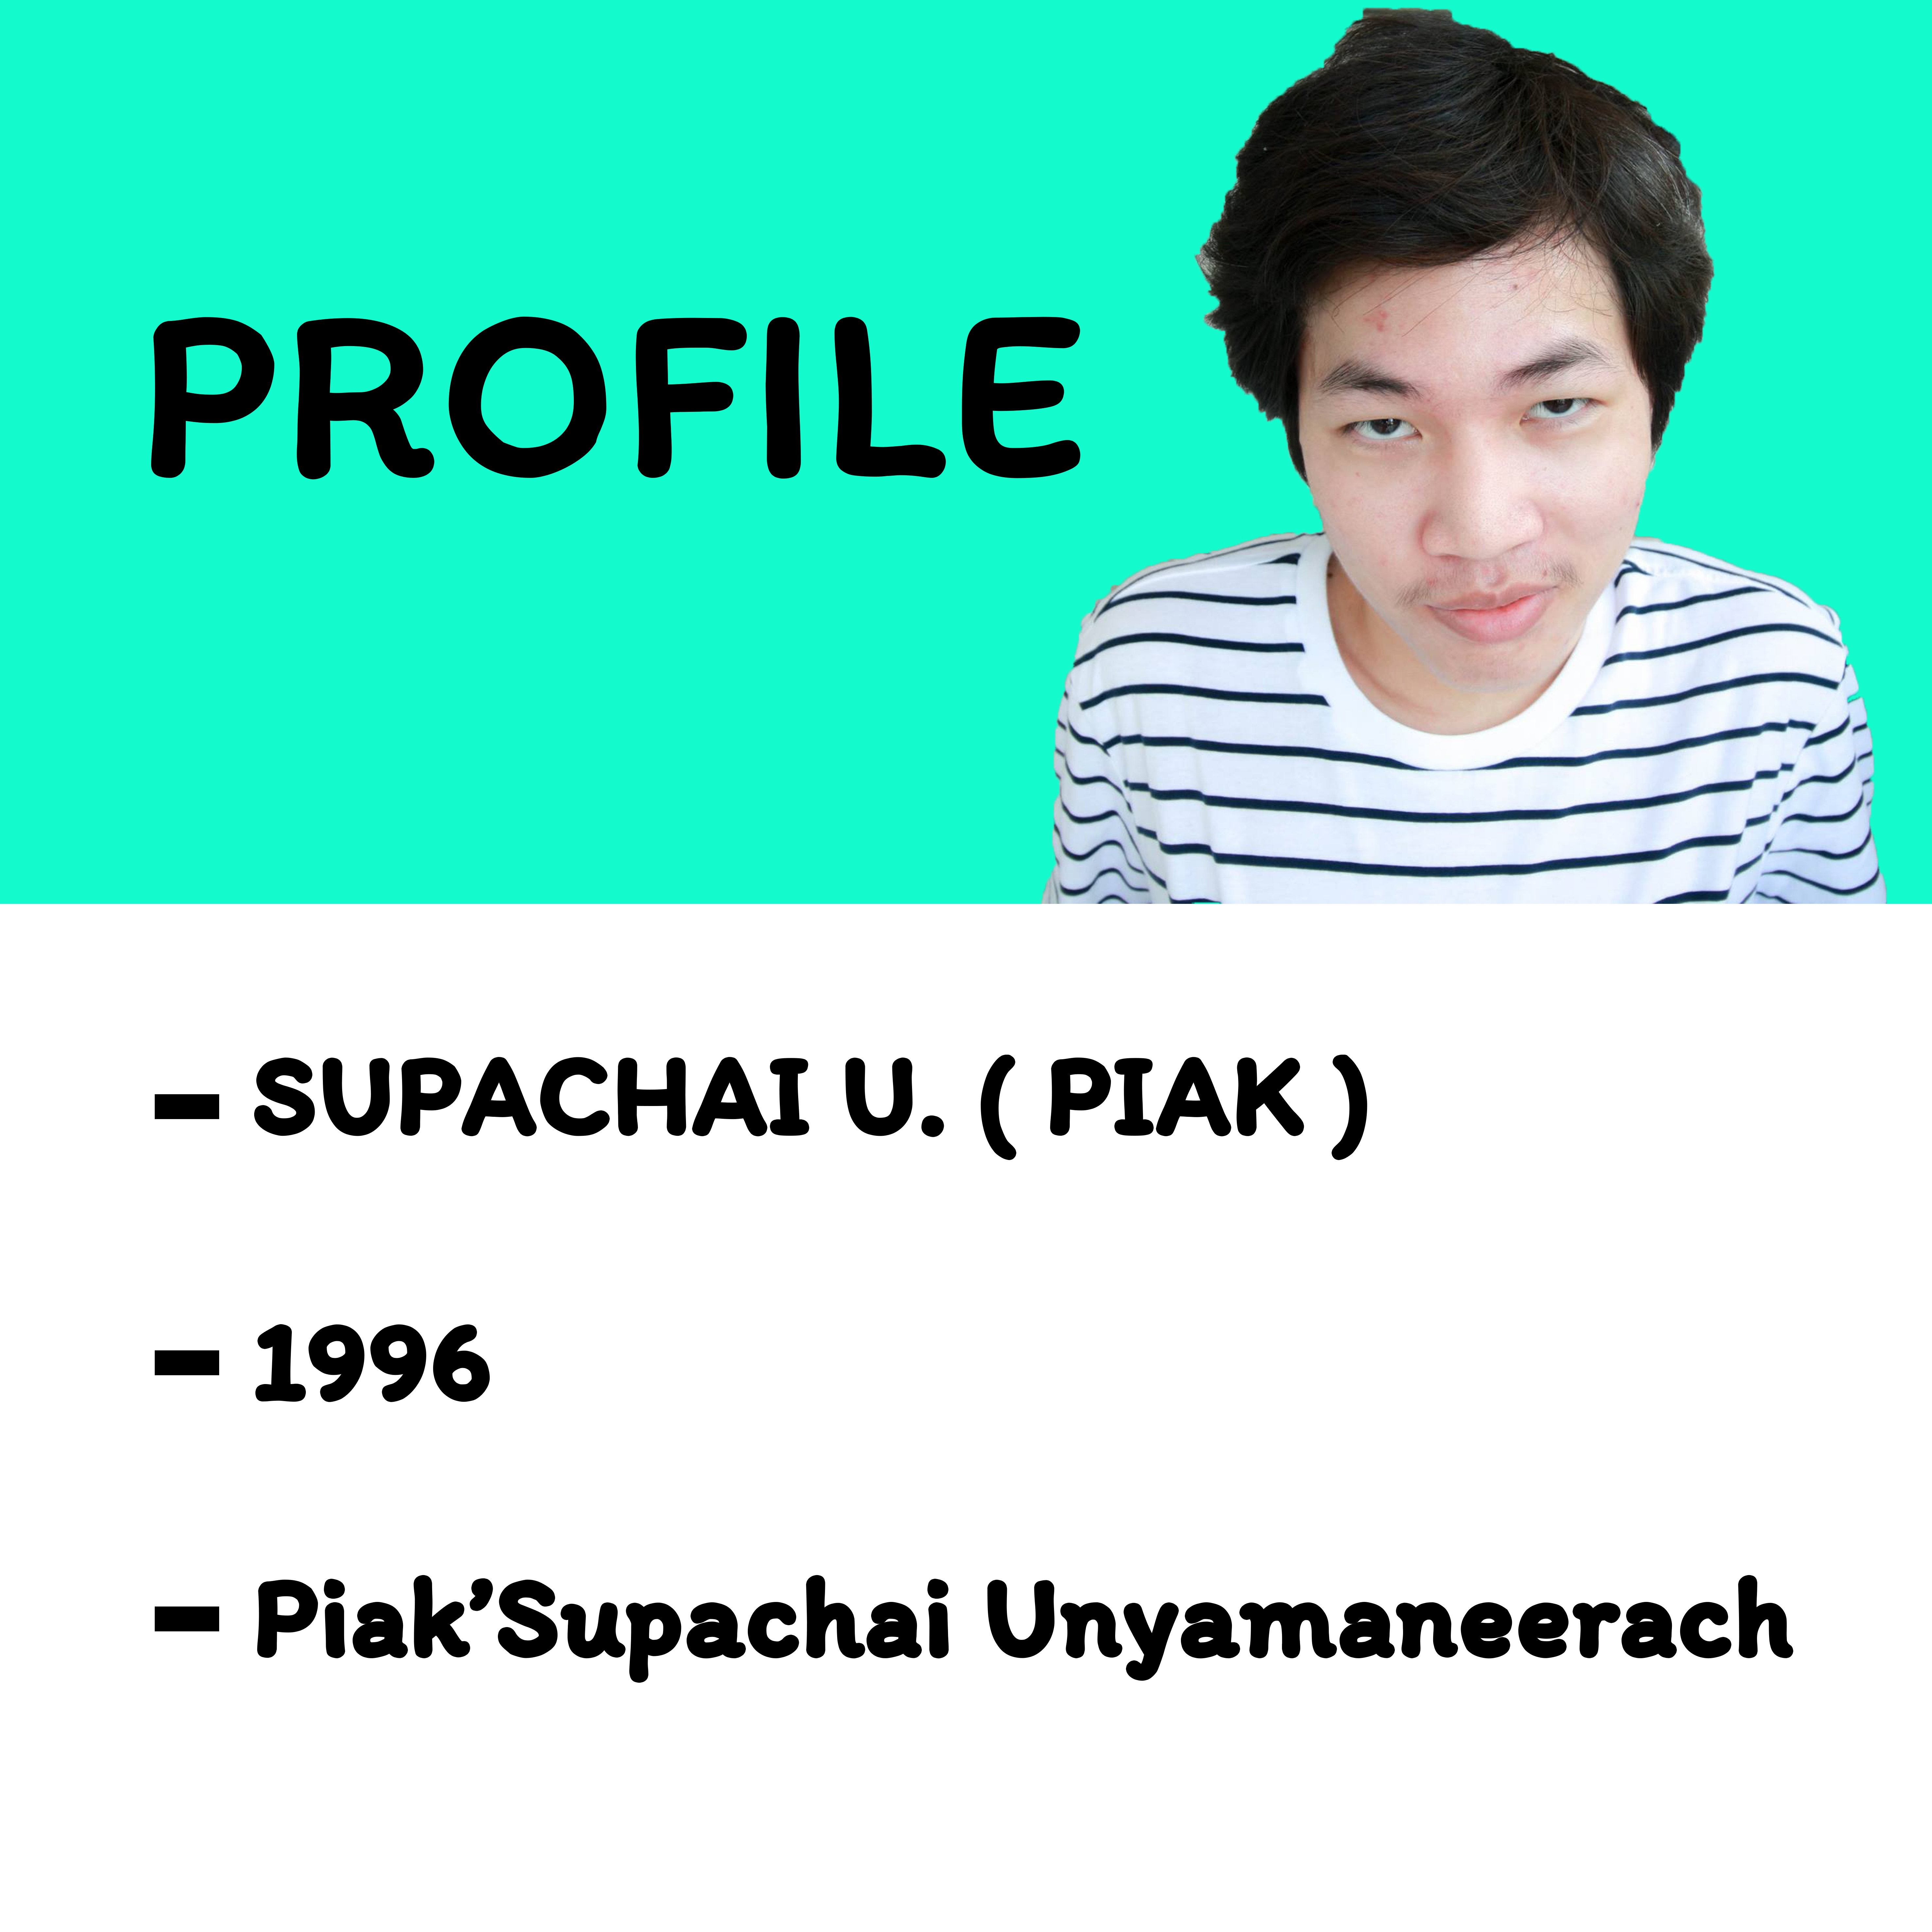 PROFILE
- SUPACHAI U. ( PIAK )
- 1996
- Piak’Supachai Unyamaneerach